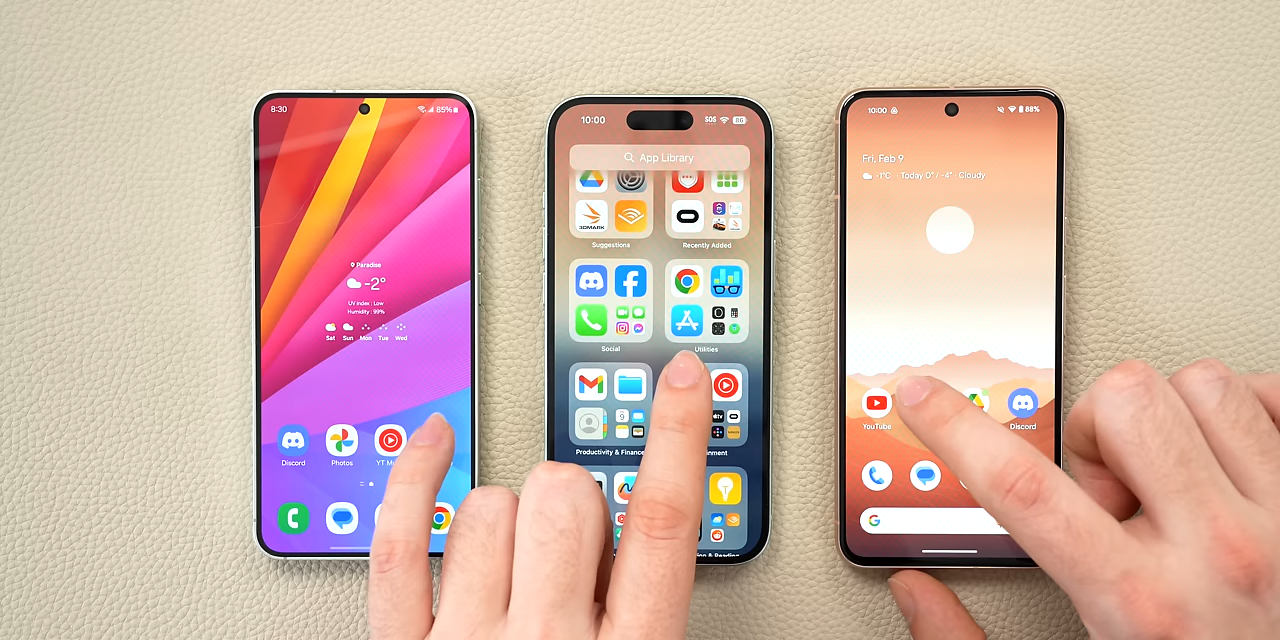 8:30
85%
Paradise
-2°
UV index : Low
Humidity : 99%
Sat Sun Mon Tue Wed
Discord Photos YT
10:00
SOS 86
App Library
3DMARK
Suggestions Recently Added
Social Utilities
9
Productivity & Finance
10:00
88%
Fri, Feb 9
-1°C · Today 0° / -4° · Cloudy
YouTube Discord
G